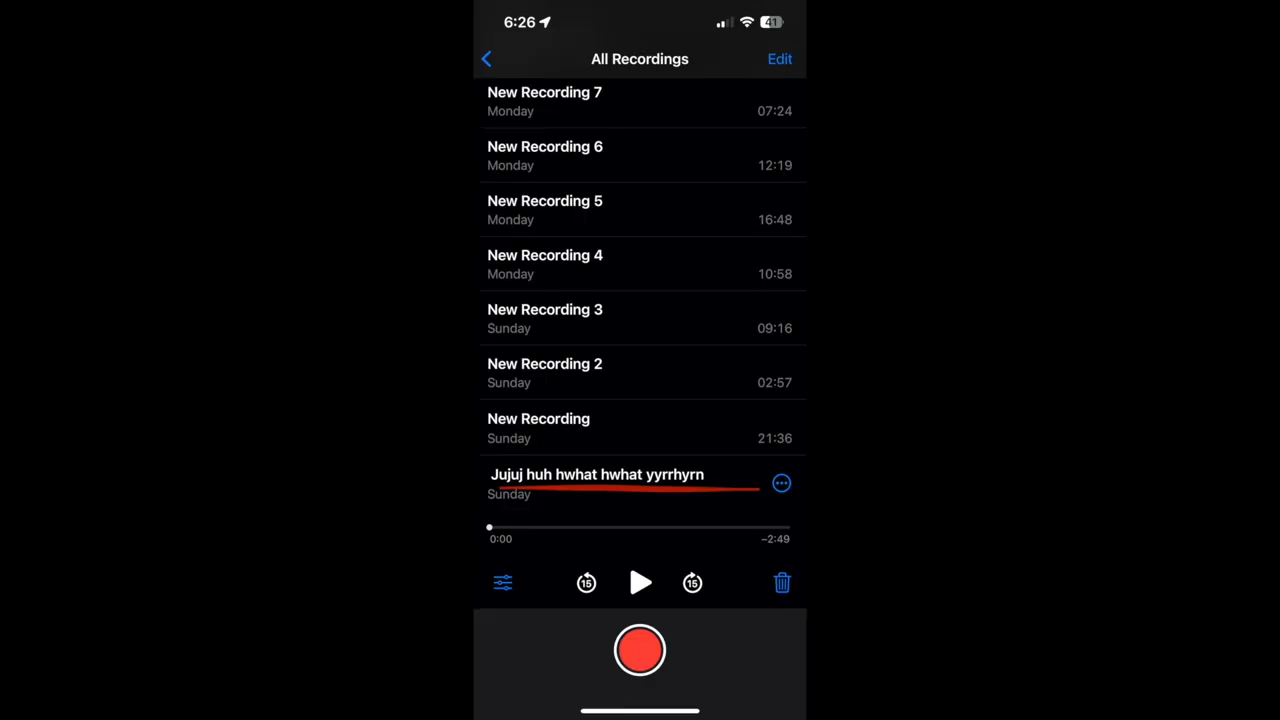 6:26
41
All Recordings
Edit
New Recording 7
Monday
07:24
New Recording 6
Monday
12:19
New Recording 5
Monday
16:48
New Recording 4
Monday
10:58
New Recording 3
Sunday
09:16
New Recording 2
Sunday
02:57
New Recording
Sunday
21:36
Jujuj huh hwhat hwhat yyrrhyrn
Sunday
0:00
−2:49
15
15